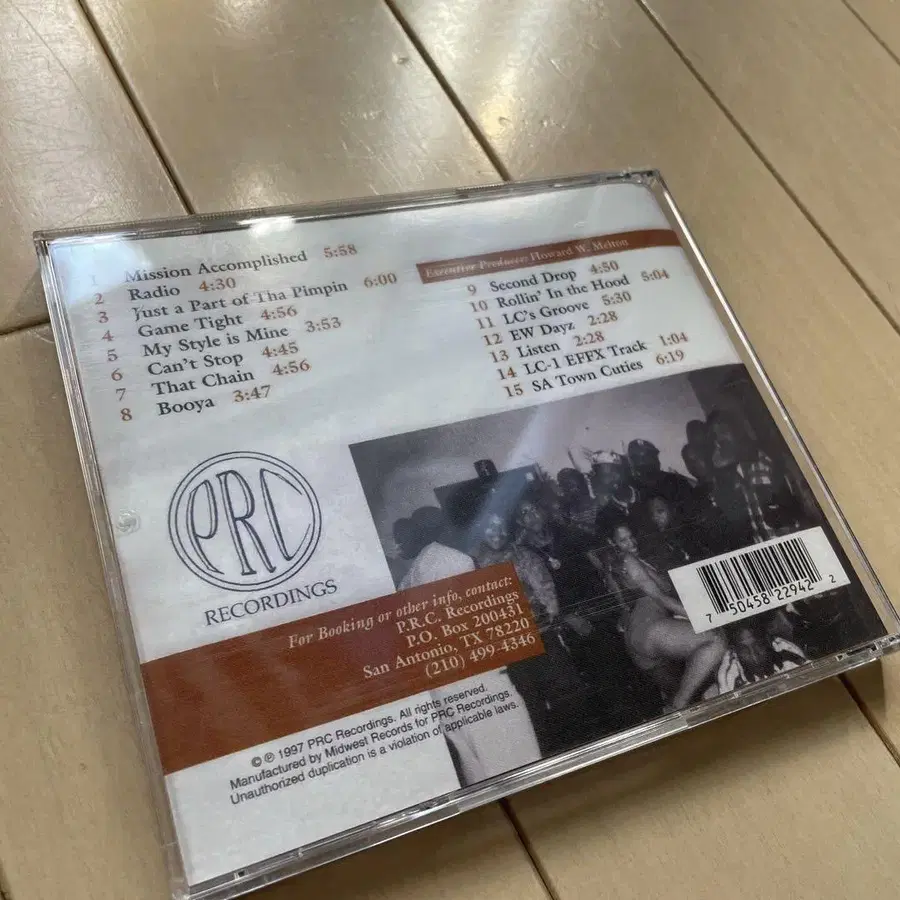 1 Mission Accomplished 5:58
2 Radio 4:30
3 Just a Part of Tha Pimpin 6:00
4 Game Tight 4:56
5 My Style is Mine 3:53
6 Can't Stop 4:45
7 That Chain 4:56
8 Booya 3:47
Executive Producer: Howard W. Melton
9 Second Drop 4:50
10 Rollin' In the Hood 5:04
11 LC's Groove 5:30
12 EW Dayz 2:28
13 Listen 2:28
14 LC-1 EFFX Track 1:04
15 SA Town Cuties 6:19
PRC
RECORDINGS
For Booking or other info, contact:
P.R.C. Recordings
P.O. Box 200431
San Antonio, TX 78220
(210) 499-4346
© ℗ 1997 PRC Recordings. All rights reserved.
Manufactured by Midwest Records for PRC Recordings.
Unauthorized duplication is a violation of applicable laws.
7 50458 22942 2